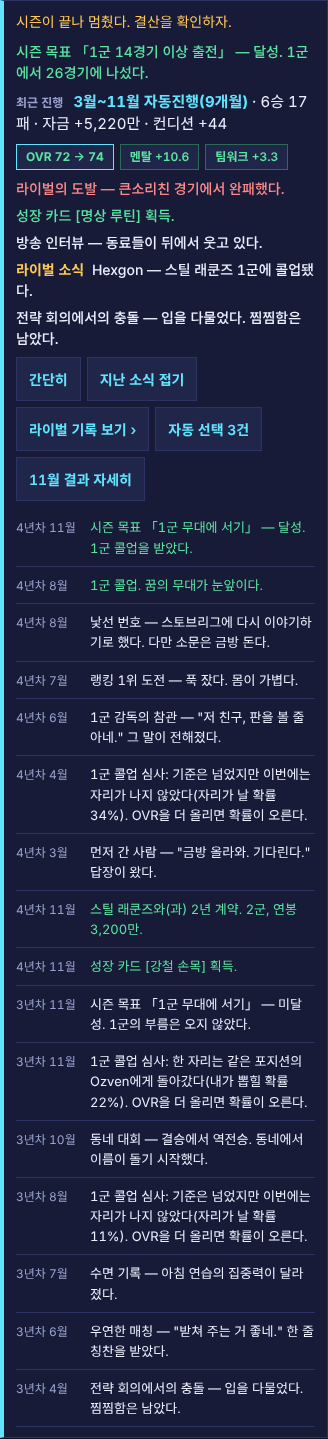 시즌이 끝나 멈췄다. 결산을 확인하자.
시즌 목표 「1군 14경기 이상 출전」 — 달성. 1군
에서 26경기에 나섰다.
최근 진행 3월~11월 자동진행(9개월) · 6승 17
패 · 자금 +5,220만 · 컨디션 +44
OVR 72 → 74 멘탈 +10.6 팀워크 +3.3
라이벌의 도발 — 큰소리친 경기에서 완패했다.
성장 카드 [명상 루틴] 획득.
방송 인터뷰 — 동료들이 뒤에서 웃고 있다.
라이벌 소식 Hexgon — 스틸 래쿤즈 1군에 콜업됐
다.
전략 회의에서의 충돌 — 입을 다물었다. 찜찜함은
남았다.
간단히 지난 소식 접기
라이벌 기록 보기 › 자동 선택 3건
11월 결과 자세히
4년차 11월 시즌 목표 「1군 무대에 서기」 — 달성.
1군 콜업을 받았다.
4년차 8월 1군 콜업. 꿈의 무대가 눈앞이다.
4년차 8월 낯선 번호 — 스토브리그에 다시 이야기하
기로 했다. 다만 소문은 금방 돈다.
4년차 7월 랭킹 1위 도전 — 푹 잤다. 몸이 가볍다.
4년차 6월 1군 감독의 참관 — "저 친구, 판을 볼 줄
아네." 그 말이 전해졌다.
4년차 4월 1군 콜업 심사: 기준은 넘었지만 이번에는
자리가 나지 않았다(자리가 날 확률
34%). OVR을 더 올리면 확률이 오른다.
4년차 3월 먼저 간 사람 — "금방 올라와. 기다린다."
답장이 왔다.
4년차 11월 스틸 래쿤즈와(과) 2년 계약. 2군, 연봉
3,200만.
4년차 11월 성장 카드 [강철 손목] 획득.
3년차 11월 시즌 목표 「1군 무대에 서기」 — 미달
성. 1군의 부름은 오지 않았다.
3년차 11월 1군 콜업 심사: 한 자리는 같은 포지션의
Ozven에게 돌아갔다(내가 뽑힐 확률
22%). OVR을 더 올리면 확률이 오른다.
3년차 10월 동네 대회 — 결승에서 역전승. 동네에서
이름이 돌기 시작했다.
3년차 8월 1군 콜업 심사: 기준은 넘었지만 이번에는
자리가 나지 않았다(자리가 날 확률
11%). OVR을 더 올리면 확률이 오른다.
3년차 7월 수면 기록 — 아침 연습의 집중력이 달라
졌다.
3년차 6월 우연한 매칭 — "받쳐 주는 거 좋네." 한 줄
칭찬을 받았다.
3년차 4월 전략 회의에서의 충돌 — 입을 다물었다.
찜찜함은 남았다.